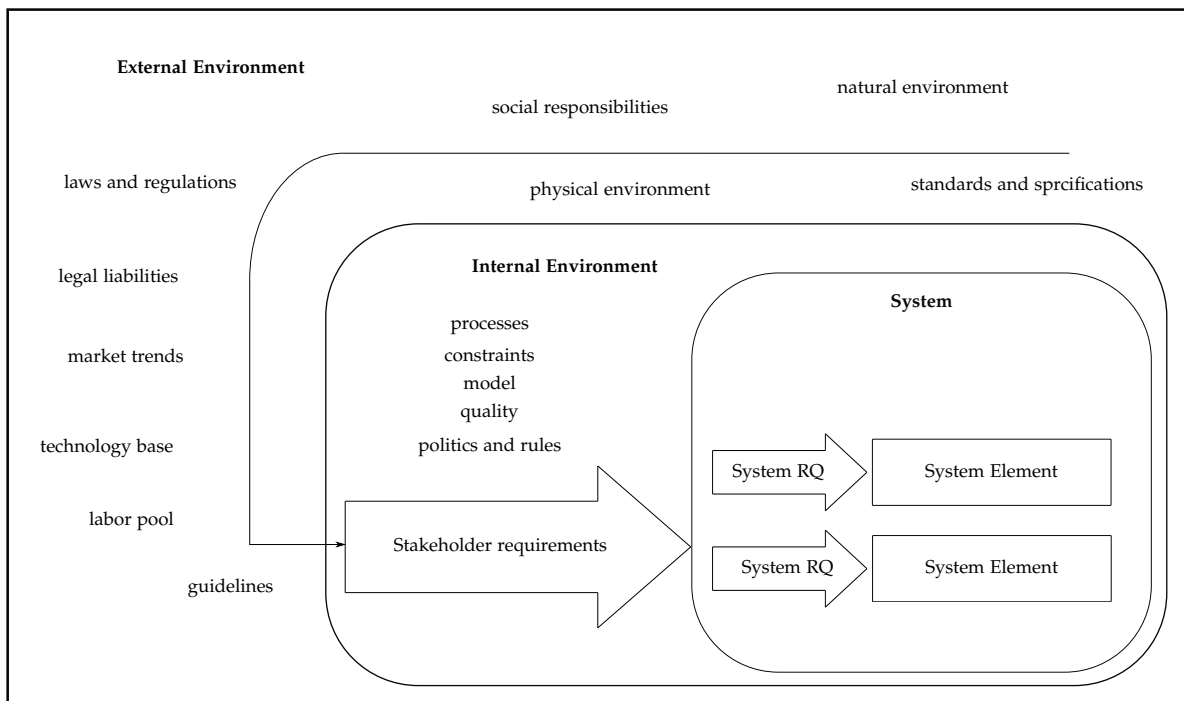 External Environment
natural environment
social responsibilities
laws and regulations
physical environment
standards and sprcifications
legal liabilities
Internal Environment
System
processes
market trends
constraints
model
quality
technology base
politics and rules
System RQ
System Element
labor pool
Stakeholder requirements
System RQ
System Element
guidelines